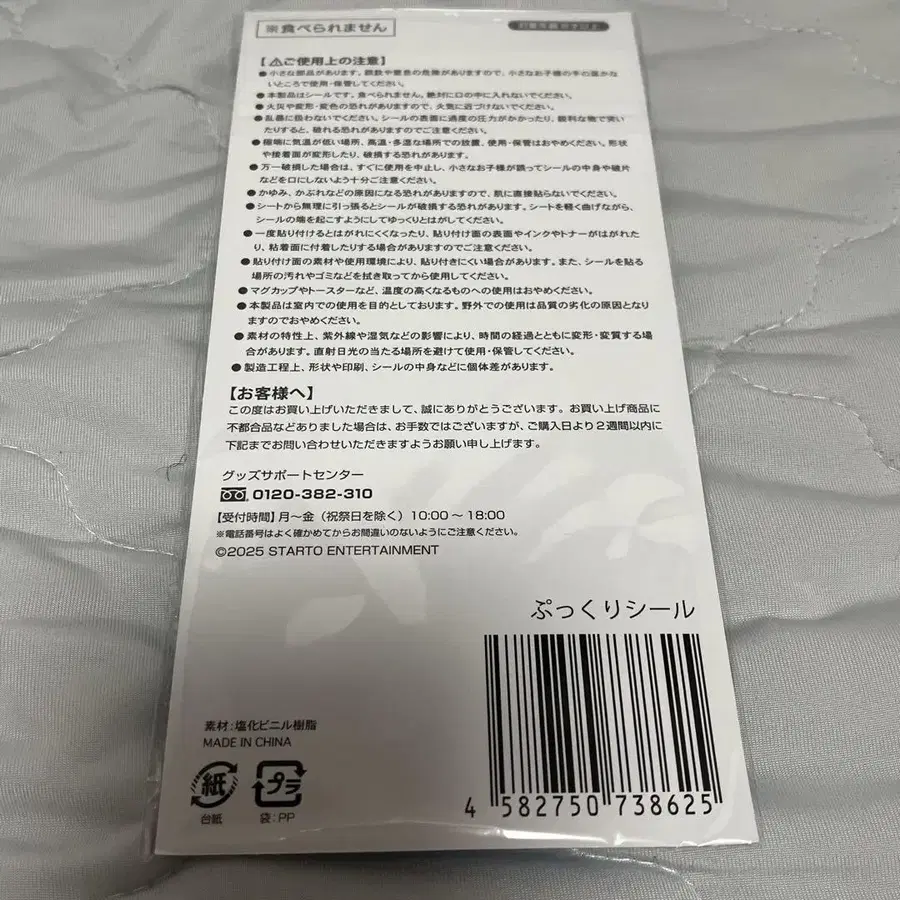 ※食べられません
対象年齢
【⚠ご使用上の注意】
●小さな部品があります。誤飲や窒息の危険がありますので、小さなお子様の手の届かな
いところで使用・保管してください。
●本製品はシールです。食べられません。絶対に口の中に入れないでください。
●火災や変形・変色の恐れがありますので、火気に近づけないでください。
●乱暴に扱わないでください。シールの表面に過度の圧力がかかったり、鋭利な物で突い
たりすると、破れる恐れがありますのでご注意ください。
●極端に気温が低い場所、高温・多湿な場所での放置、使用・保管はおやめください。形状
や接着面が変形したり、破損する恐れがあります。
●万一破損した場合は、すぐに使用を中止し、小さなお子様が誤ってシールの中身や破片
などを口にしないよう十分ご注意ください。
●かゆみ、かぶれなどの原因になる恐れがありますので、肌に直接貼らないでください。
●シートから無理に引っ張るとシールが破損する恐れがあります。シートを軽く曲げながら、
シールの端を起こすようにしてゆっくりとはがしてください。
●一度貼り付けるとはがれにくくなったり、貼り付け面の表面やインクやトナーがはがれた
り、粘着面に付着したりする場合がありますのでご注意ください。
●貼り付け面の素材や使用環境により、貼り付きにくい場合があります。また、シールを貼る
場所の汚れやゴミなどを拭き取ってから使用してください。
●マグカップやトースターなど、温度の高くなるものへの使用はおやめください。
●本製品は室内での使用を目的としております。野外での使用は品質の劣化の原因となり
ますのでおやめください。
●素材の特性上、紫外線や湿気などの影響により、時間の経過とともに変形・変質する場
合があります。直射日光の当たる場所を避けて使用・保管してください。
●製造工程上、形状や印刷、シールの中身などに個体差があります。
【お客様へ】
この度はお買い上げいただきまして、誠にありがとうございます。お買い上げ商品に
不都合品などありました場合は、お手数ではございますが、ご購入日より2週間以内に
下記までお問い合わせいただきますようお願い申し上げます。
グッズサポートセンター
0120-382-310
【受付時間】月〜金(祝祭日を除く)10:00〜18:00
※電話番号はよく確かめてからお間違いのないようにご注意ください。
©2025 STARTO ENTERTAINMENT
ぷっくりシール
素材:塩化ビニル樹脂
MADE IN CHINA
紙
プラ
台紙
袋:PP
4 582750 738625